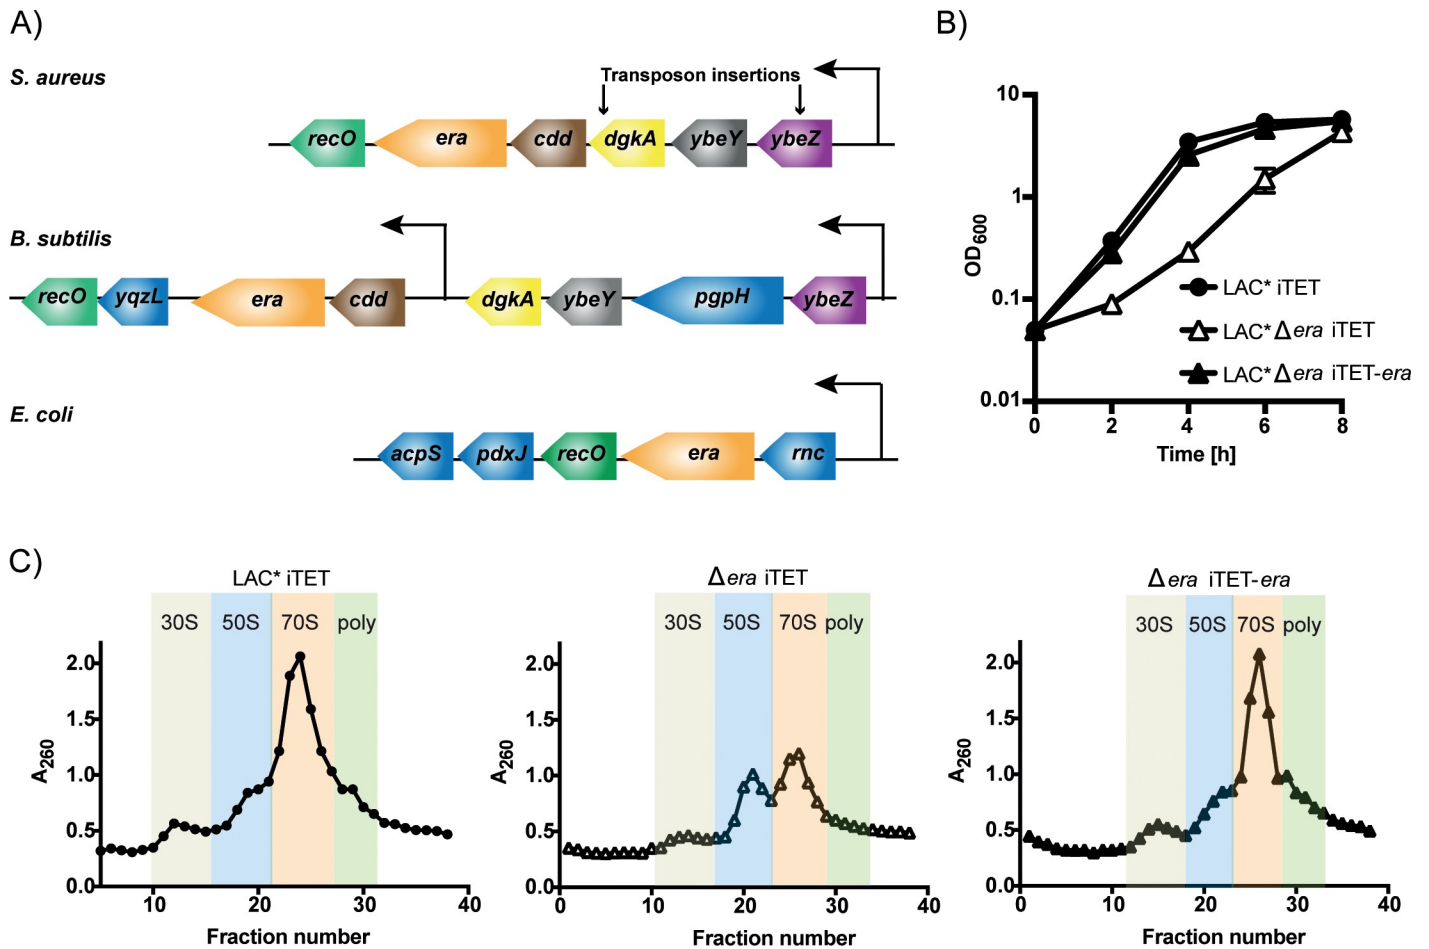 A)
S. aureus
Transposon insertions
recO era cdd dgkA ybeY ybeZ
B. subtilis
recO yqzL era cdd dgkA ybeY pgpH ybeZ
E. coli
acpS pdxJ recO era rnc
B)
10
1
0.1
0.01
OD600
0 2 4 6 8
Time [h]
LAC* iTET
LAC* Δera iTET
LAC* Δera iTET-era
C)
LAC* iTET
30S 50S 70S poly
2.0
1.5
1.0
0.5
0.0
A260
10 20 30 40
Fraction number
Δera iTET
30S 50S 70S poly
2.0
1.5
1.0
0.5
0.0
A260
0 10 20 30 40
Fraction number
Δera iTET-era
30S 50S 70S poly
2.0
1.5
1.0
0.5
0.0
A260
0 10 20 30 40
Fraction number